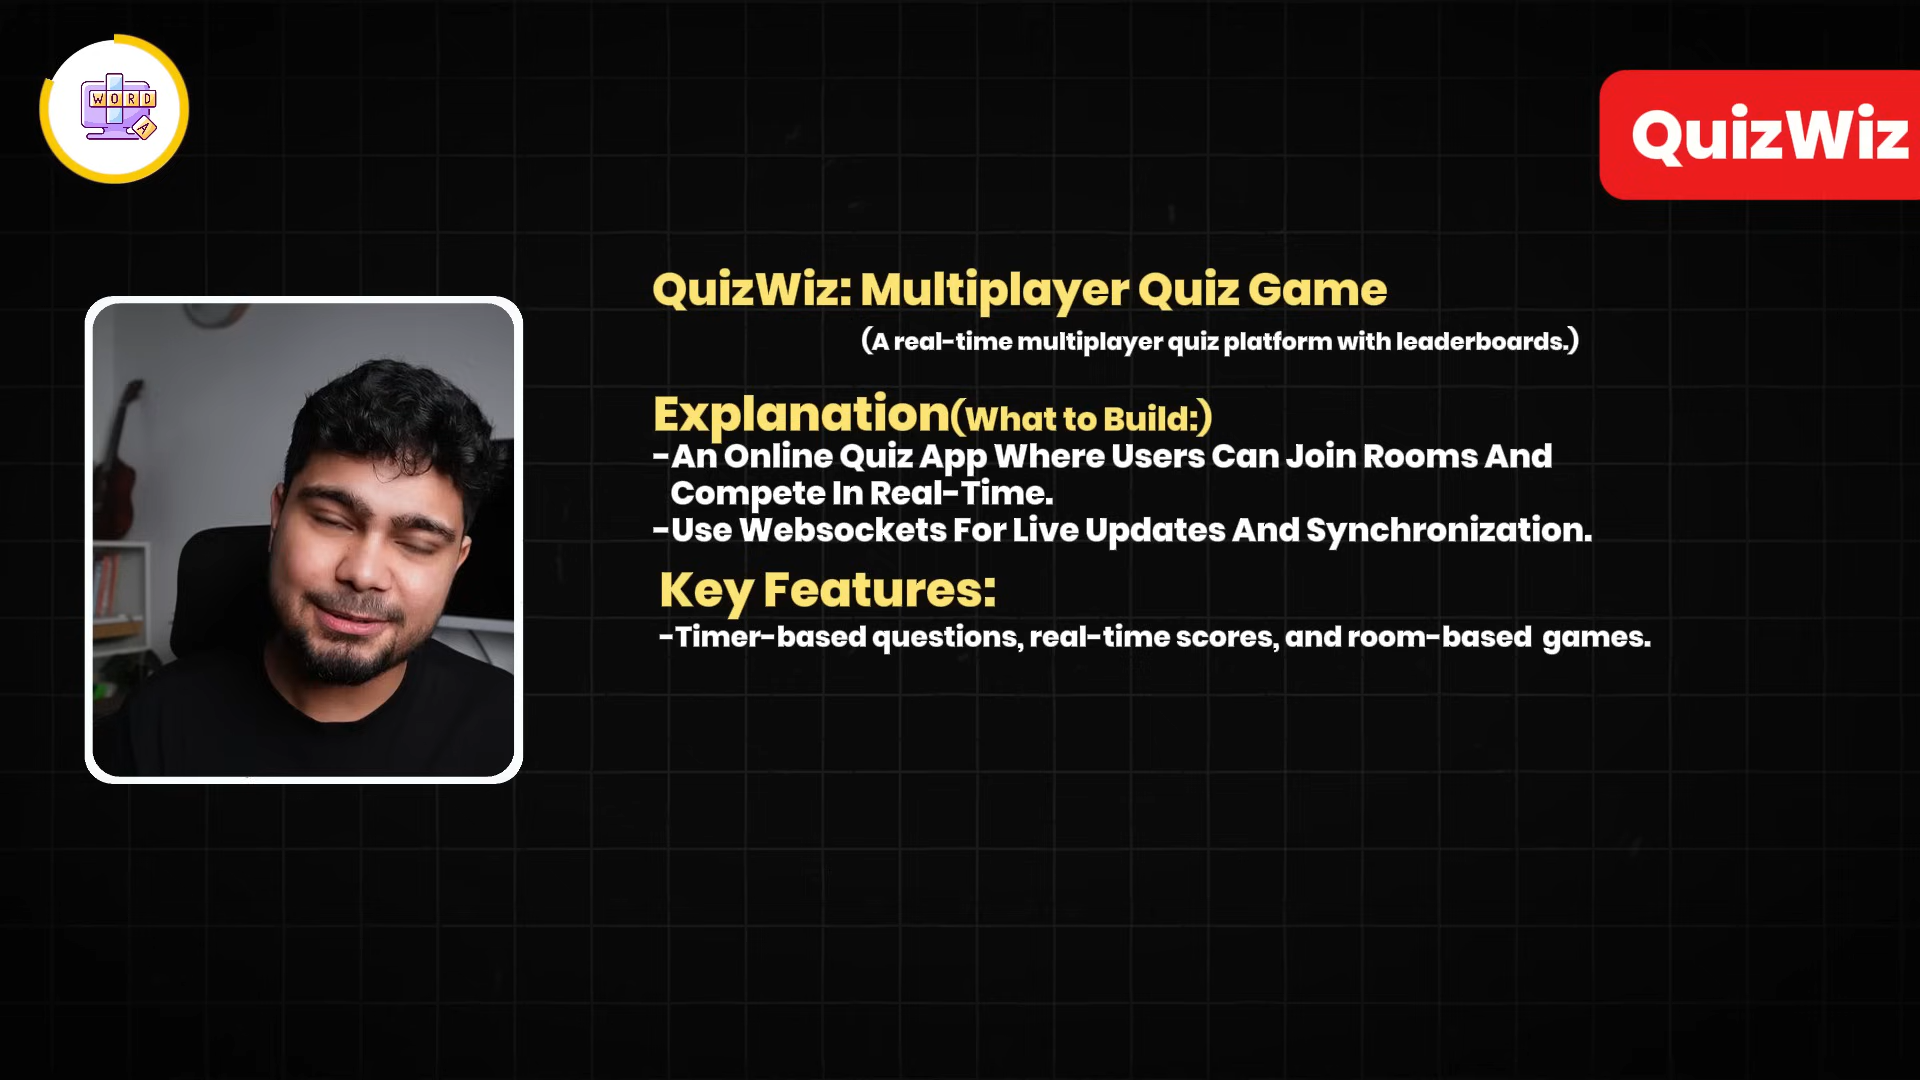 WORD
A
QuizWiz
QuizWiz: Multiplayer Quiz Game
(A real-time multiplayer quiz platform with leaderboards.)
Explanation(What to Build:)
-An Online Quiz App Where Users Can Join Rooms And
Compete In Real-Time.
-Use Websockets For Live Updates And Synchronization.
Key Features:
-Timer-based questions, real-time scores, and room-based games.